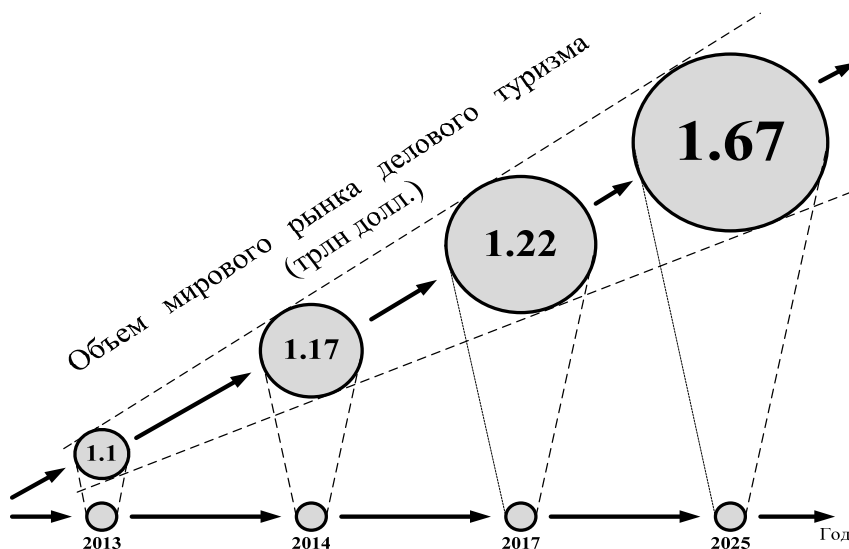 Объем мирового рынка делового туризма
(трлн долл.)
1.67
1.22
1.17
1.1
2013 2014 2017 2025 Год